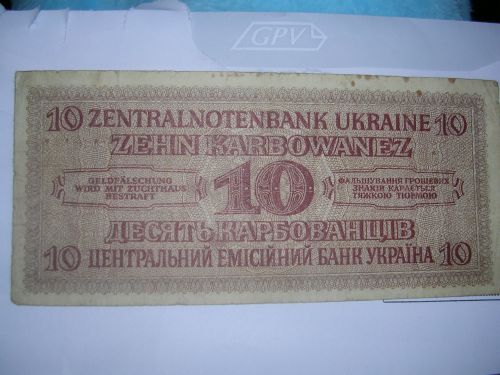 GPV
10 ZENTRALNOTENBANK UKRAINE 10
ZEHN KARBOWANEZ
GELDFÄLSCHUNG
WIRD MIT ZUCHTHAUS
BESTRAFT
10
ФАЛЬШУВАННЯ ГРОШЕВИХ
ЗНАКІВ КАРАЄТЬСЯ
ТЯЖКОЮ ТЮРМОЮ
ДЕСЯТЬ КАРБОВАНЦІВ
10 ЦЕНТРАЛЬНИЙ ЕМІСІЙНИЙ БАНК УКРАЇНА 10